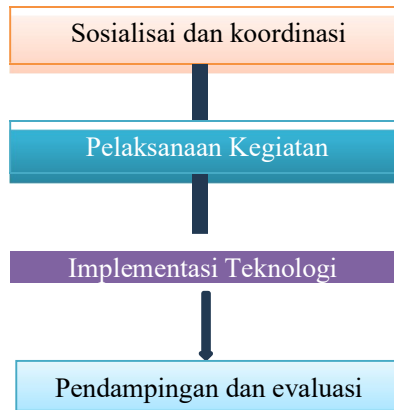 Sosialisai dan koordinasi
Pelaksanaan Kegiatan
Implementasi Teknologi
Pendampingan dan evaluasi